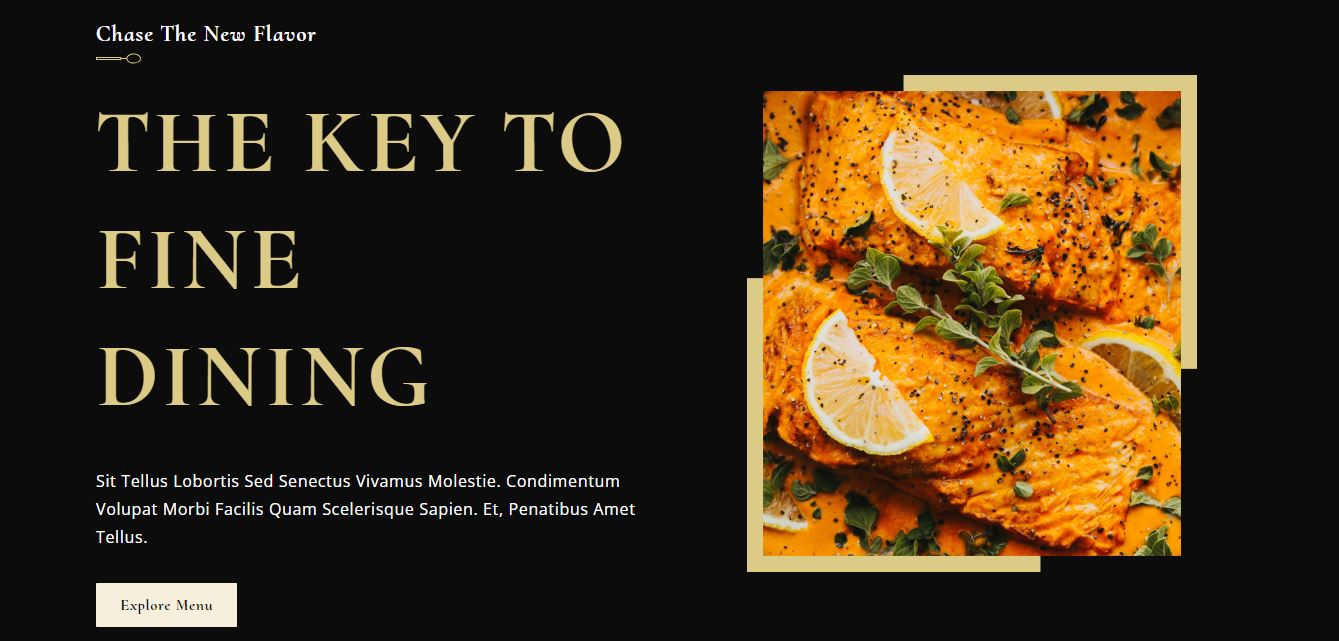 Chase The New Flavor
THE KEY TO
FINE
DINING
Sit Tellus Lobortis Sed Senectus Vivamus Molestie. Condimentum
Volupat Morbi Facilis Quam Scelerisque Sapien. Et, Penatibus Amet
Tellus.
Explore Menu